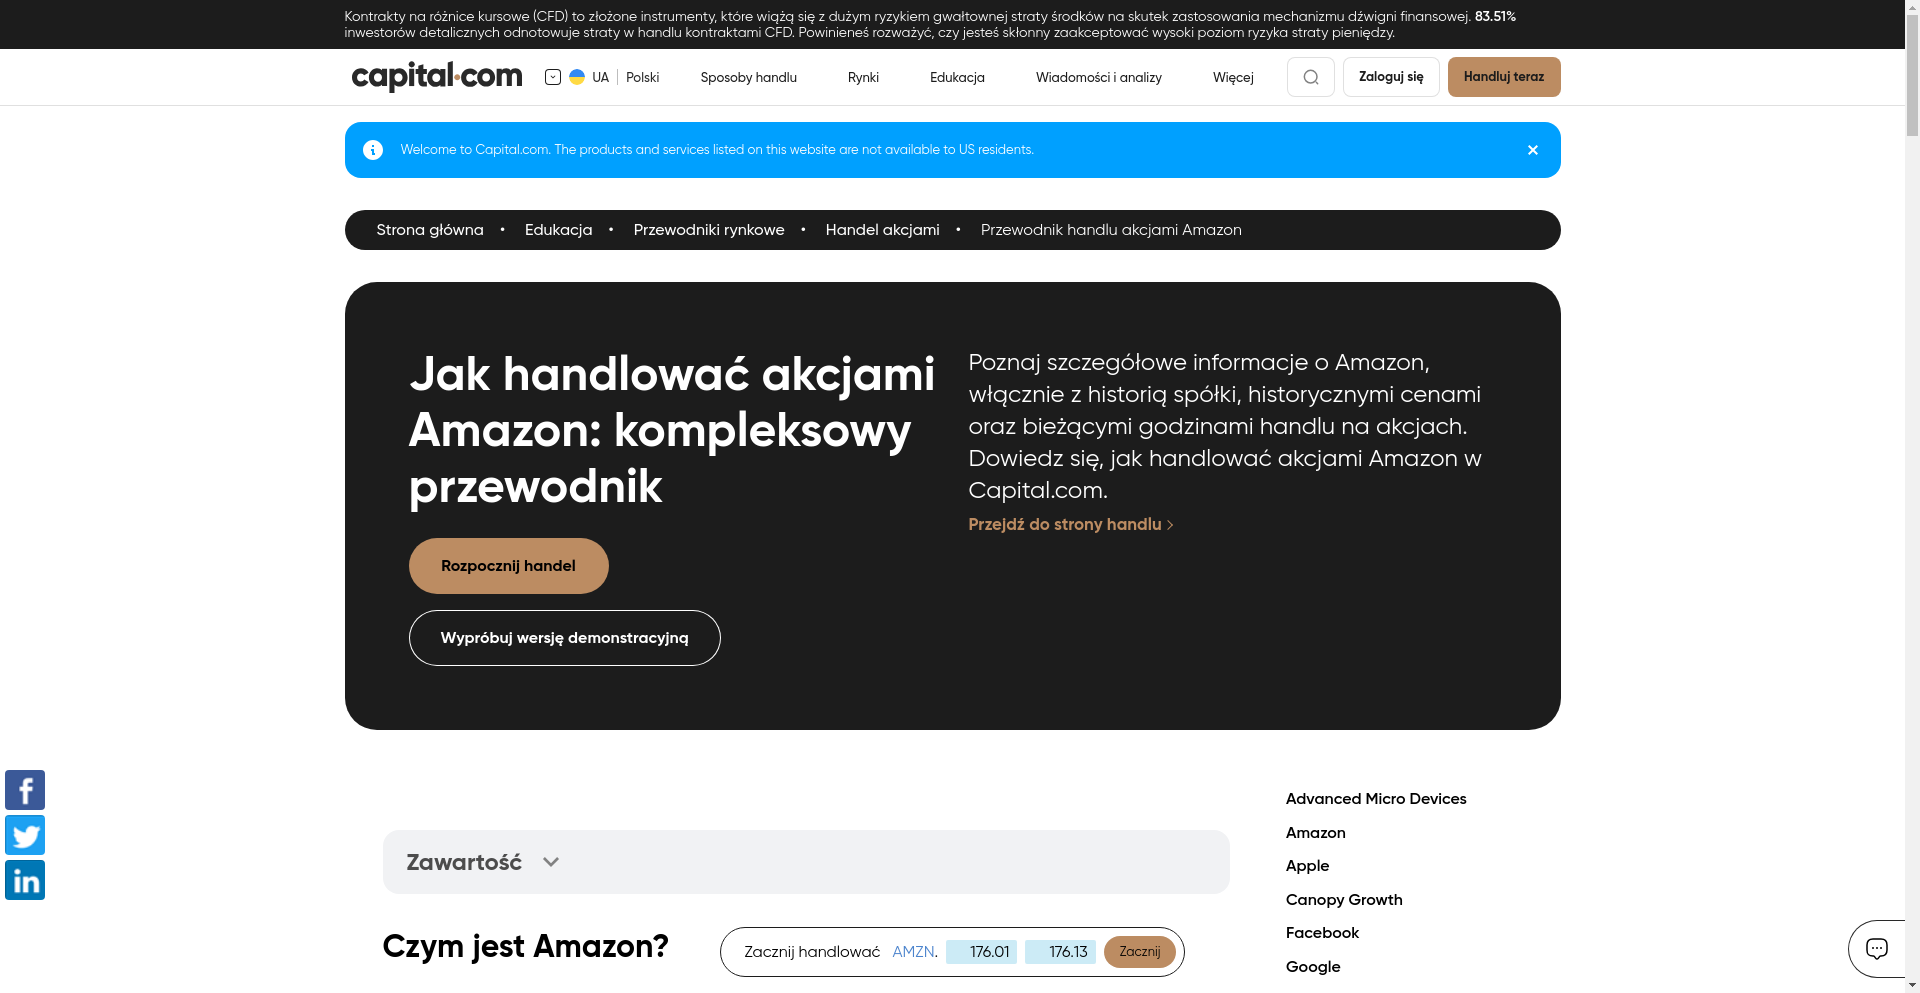 Kontrakty na różnice kursowe (CFD) to złożone instrumenty, które wiążą się z dużym ryzykiem gwałtownej straty środków na skutek zastosowania mechanizmu dźwigni finansowej. 83.51%
inwestorów detalicznych odnotowuje straty w handlu kontraktami CFD. Powinieneś rozważyć, czy jesteś skłonny zaakceptować wysoki poziom ryzyka straty pieniędzy.
capital.com UA Polski Sposoby handlu Rynki Edukacja Wiadomości i analizy Więcej Zaloguj się Handluj teraz
Welcome to Capital.com. The products and services listed on this website are not available to US residents.
Strona główna • Edukacja • Przewodniki rynkowe • Handel akcjami • Przewodnik handlu akcjami Amazon
Jak handlować akcjami
Amazon: kompleksowy
przewodnik
Rozpocznij handel
Wypróbuj wersję demonstracyjną
Poznaj szczegółowe informacje o Amazon,
włącznie z historią spółki, historycznymi cenami
oraz bieżącymi godzinami handlu na akcjach.
Dowiedz się, jak handlować akcjami Amazon w
Capital.com.
Przejdź do strony handlu
Zawartość
Czym jest Amazon?
Zacznij handlować AMZN. 176.01 176.13 Zacznij
Advanced Micro Devices
Amazon
Apple
Canopy Growth
Facebook
Google